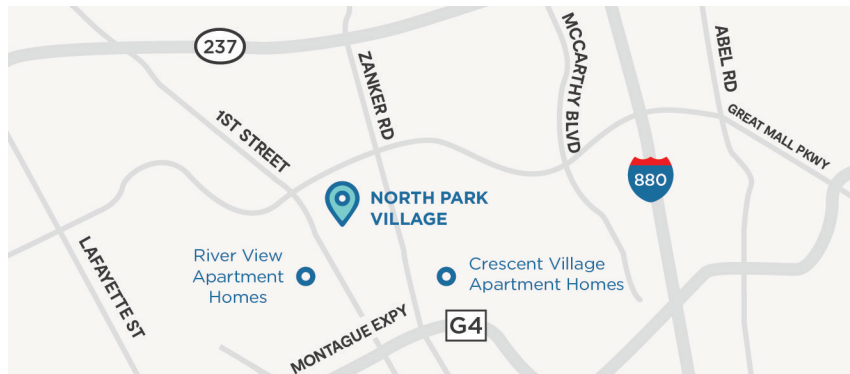 237
ZANKER RD
MCCARTHY BLVD
ABEL RD
1ST STREET
GREAT MALL PKWY
880
NORTH PARK
VILLAGE
LAFAYETTE ST
River View
Apartment
Homes
Crescent Village
Apartment Homes
MONTAGUE EXPY
G4